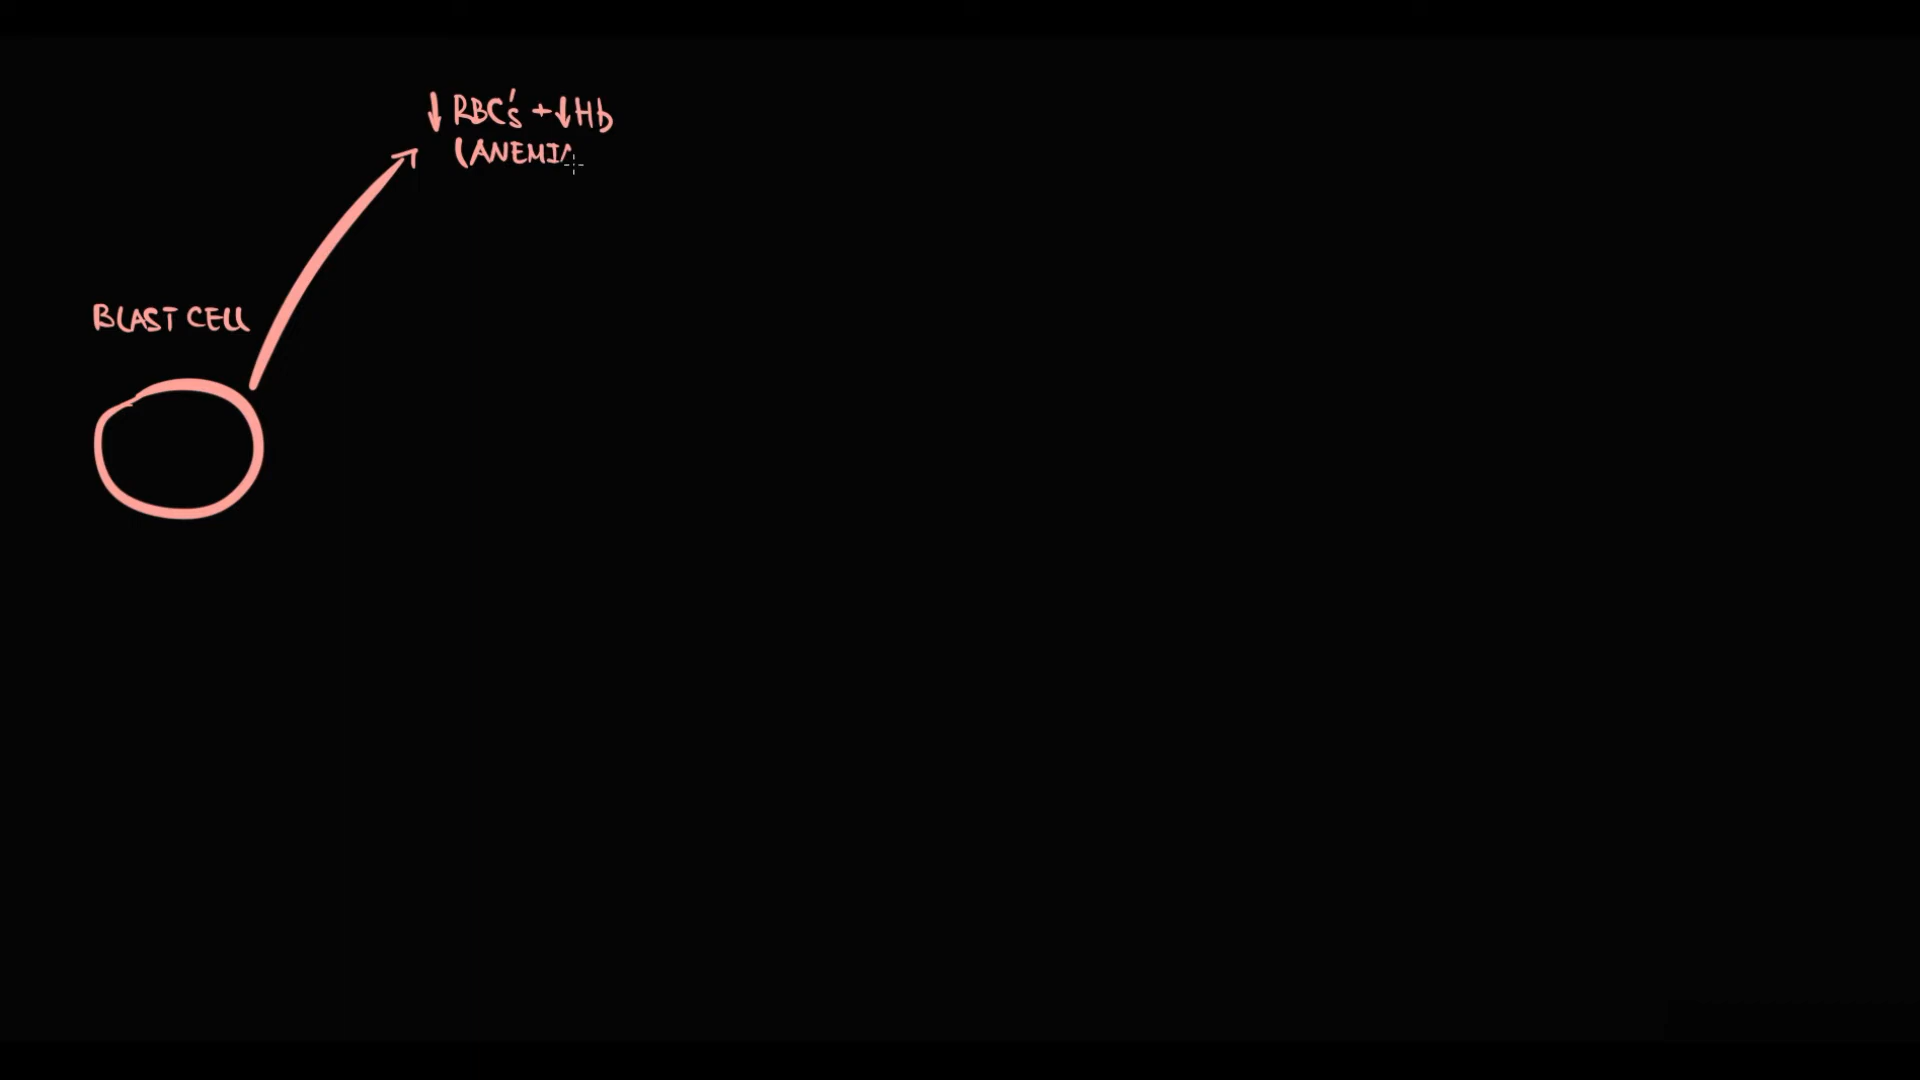 ↓ RBC's + ↓Hb
(ANEMIA
BLAST CELL